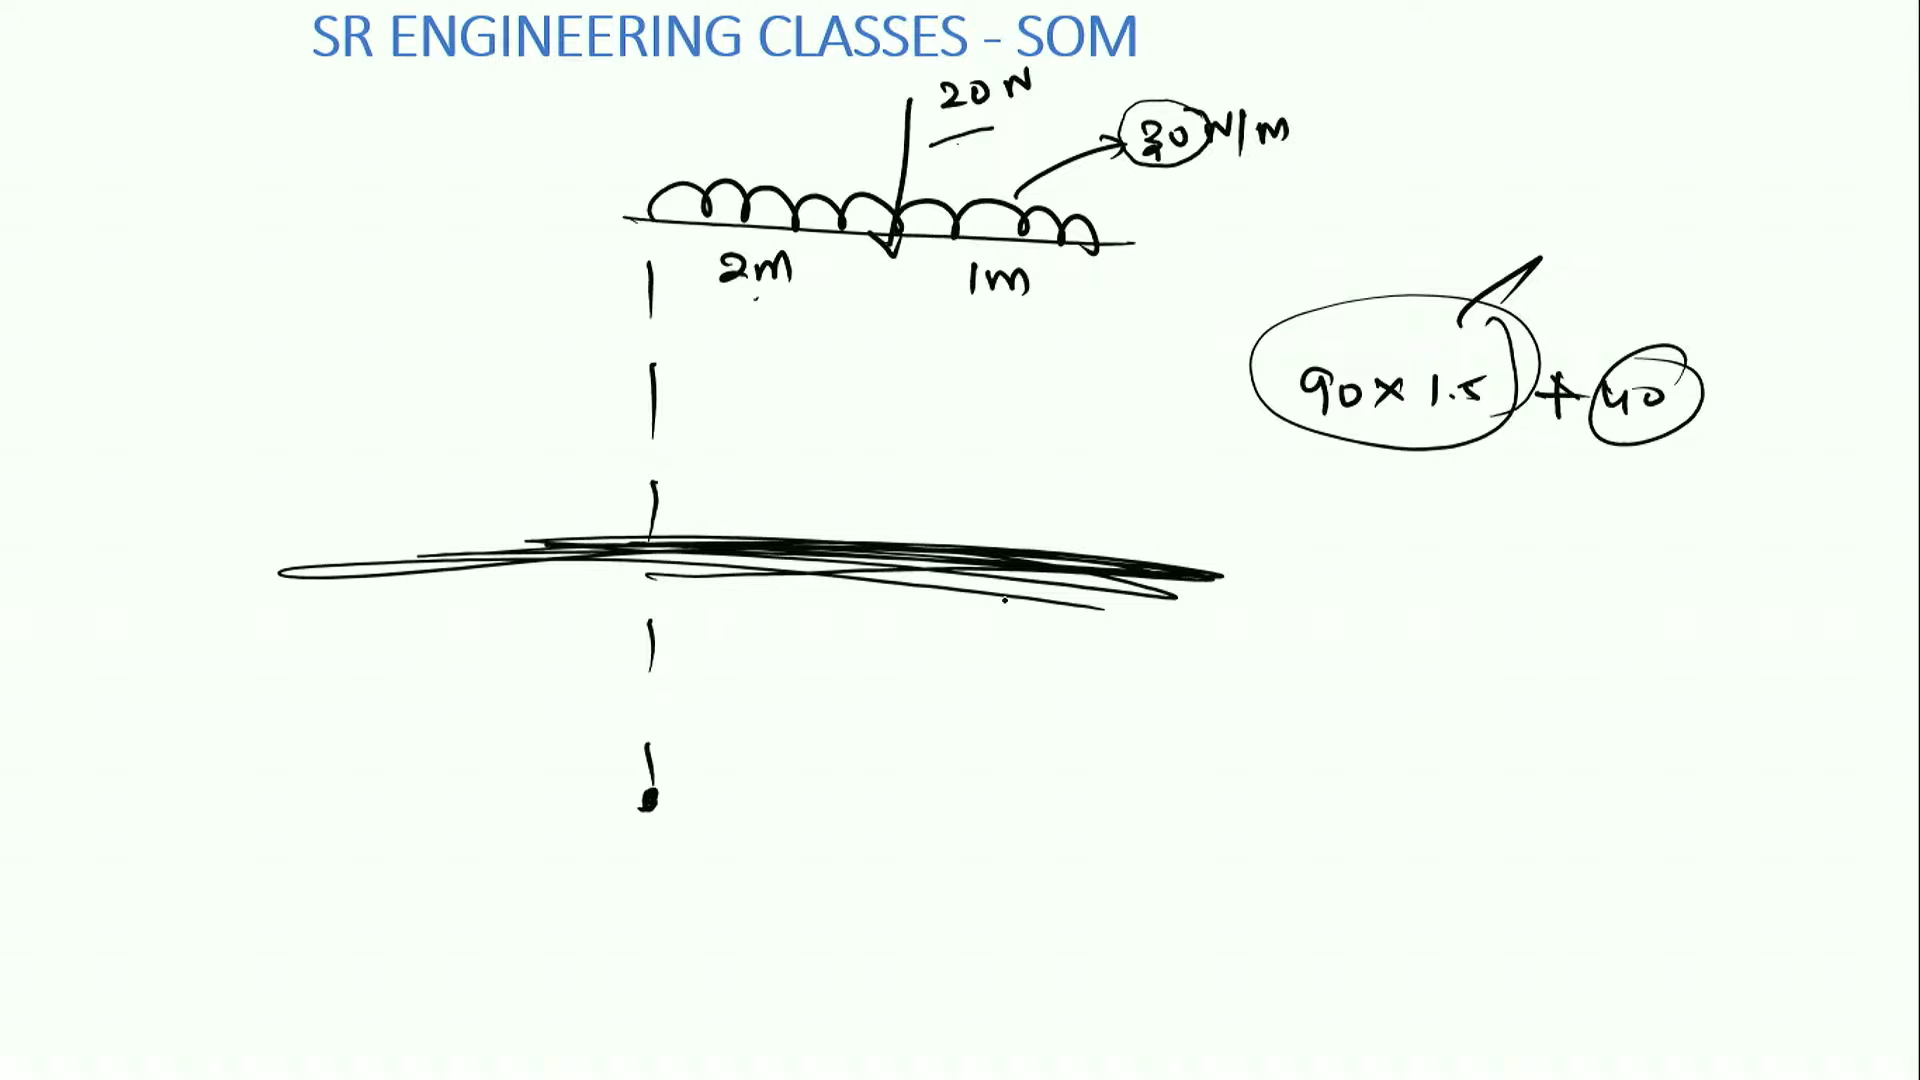 SR ENGINEERING CLASSES - SOM
20 N
30 N/m
2m
1m
90 x 1.5) + 40